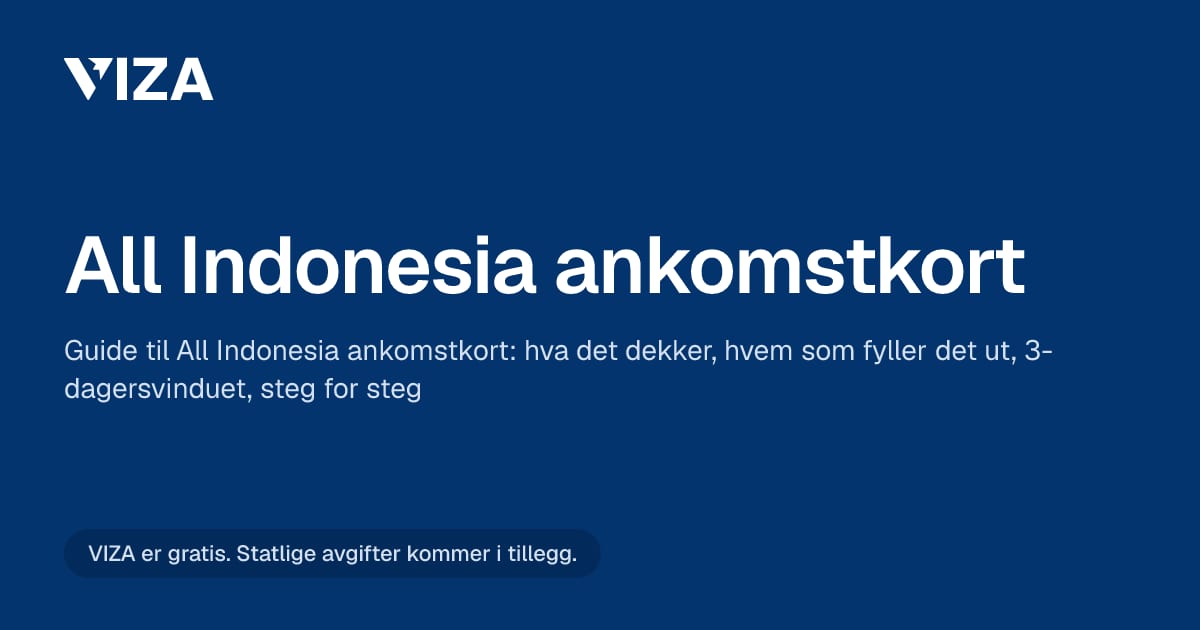 VIZA
All Indonesia ankomstkort
Guide til All Indonesia ankomstkort: hva det dekker, hvem som fyller det ut, 3-
dagersvinduet, steg for steg
VIZA er gratis. Statlige avgifter kommer i tillegg.